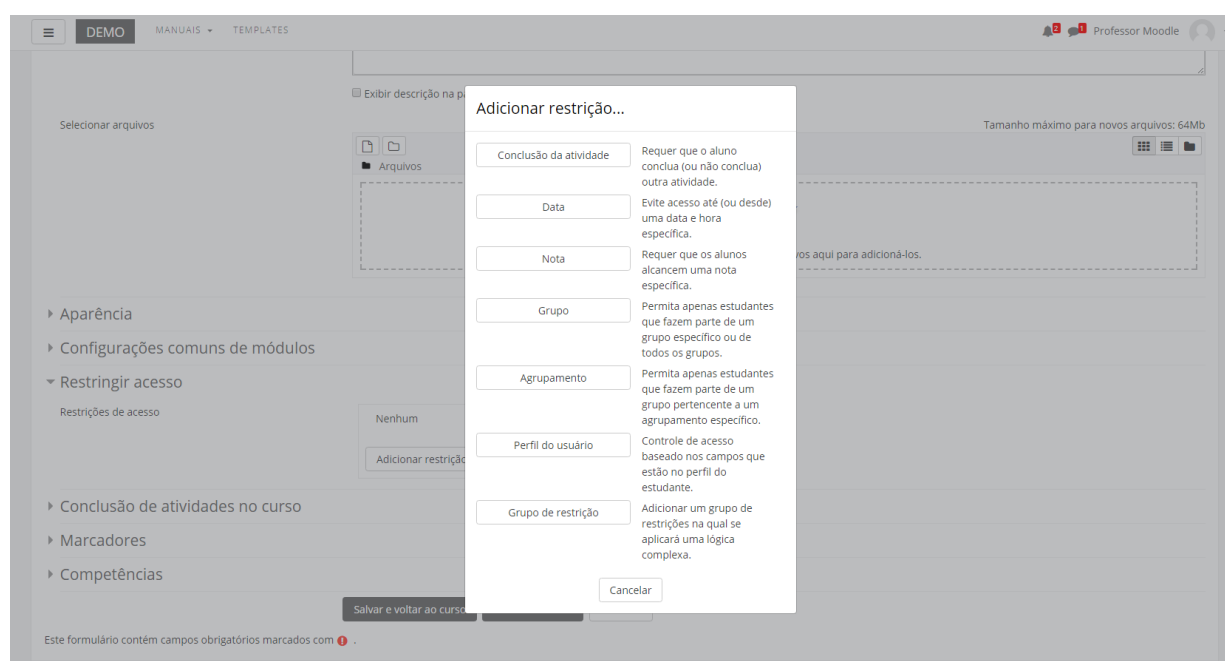 DEMO MANUAIS TEMPLATES 2 1 Professor Moodle
Exibir descrição na p
Selecionar arquivos
Tamanho máximo para novos arquivos: 64Mb
Arquivos
vos aqui para adicioná-los.
Aparência
Configurações comuns de módulos
Restringir acesso
Restrições de acesso
Nenhum
Adicionar restrição
Conclusão de atividades no curso
Marcadores
Competências
Salvar e voltar ao curso
Este formulário contém campos obrigatórios marcados com ! .
Adicionar restrição...
Conclusão da atividade
Requer que o aluno
conclua (ou não conclua)
outra atividade.
Data
Evite acesso até (ou desde)
uma data e hora
específica.
Nota
Requer que os alunos
alcancem uma nota
específica.
Grupo
Permita apenas estudantes
que fazem parte de um
grupo específico ou de
todos os grupos.
Agrupamento
Permita apenas estudantes
que fazem parte de um
grupo pertencente a um
agrupamento específico.
Perfil do usuário
Controle de acesso
baseado nos campos que
estão no perfil do
estudante.
Grupo de restrição
Adicionar um grupo de
restrições na qual se
aplicará uma lógica
complexa.
Cancelar